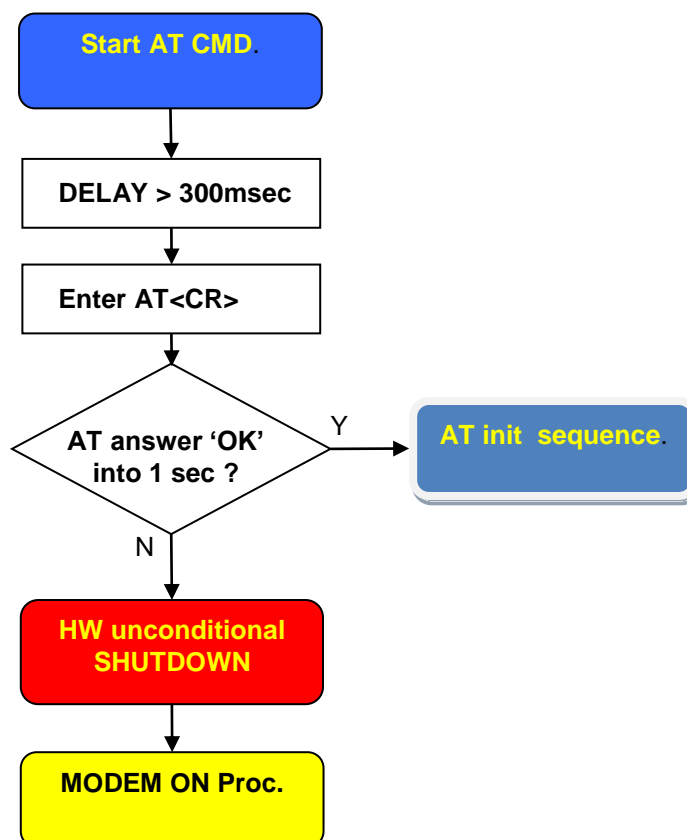 Start AT CMD.
DELAY > 300msec
Enter AT<CR>
AT answer ‘OK’
into 1 sec ?
Y
AT init sequence.
N
HW unconditional
SHUTDOWN
MODEM ON Proc.